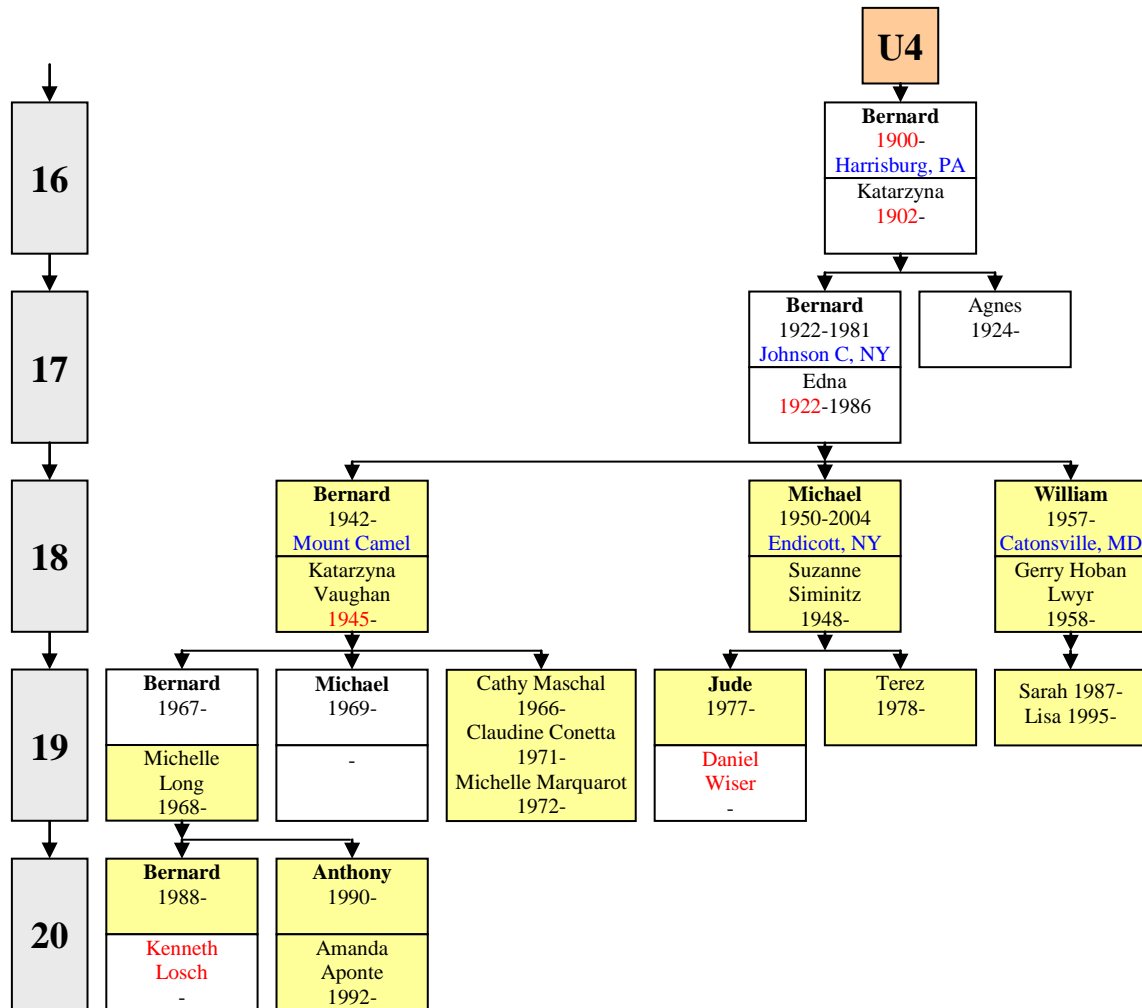 U4
16
Bernard
1900-
Harrisburg, PA
Katarzyna
1902-
17
Bernard
1922-1981
Johnson C, NY
Edna
1922-1986
Agnes
1924-
18
Bernard
1942-
Mount Camel
Katarzyna
Vaughan
1945-
Michael
1950-2004
Endicott, NY
Suzanne
Siminitz
1948-
William
1957-
Catonsville, MD
Gerry Hoban
Lwyr
1958-
19
Bernard
1967-
Michelle
Long
1968-
Michael
1969-
-
Cathy Maschal
1966-
Claudine Conetta
1971-
Michelle Marquarot
1972-
Jude
1977-
Daniel
Wiser
-
Terez
1978-
Sarah 1987-
Lisa 1995-
20
Bernard
1988-
Kenneth
Losch
-
Anthony
1990-
Amanda
Aponte
1992-